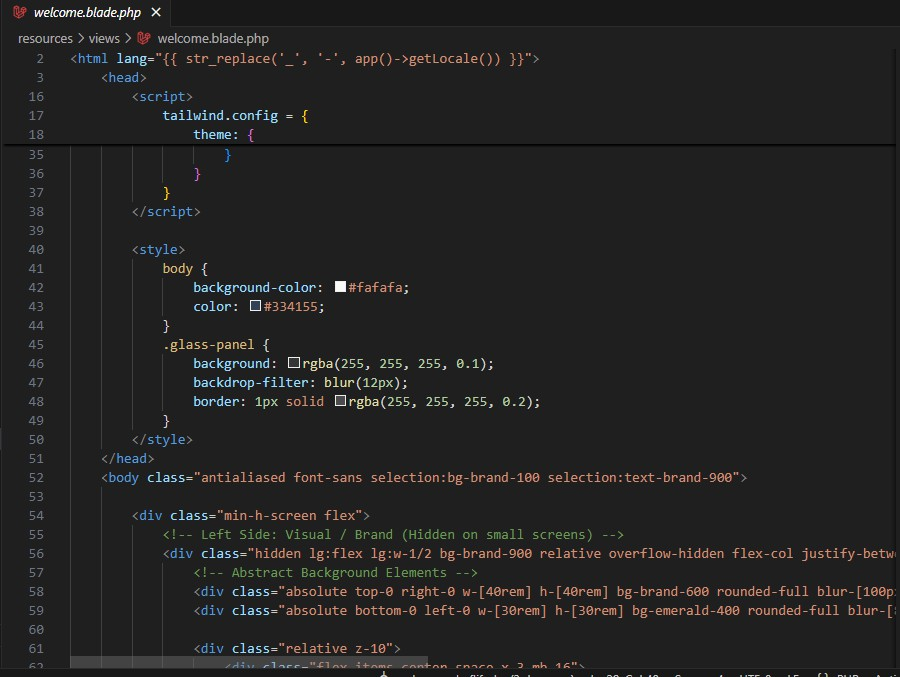 welcome.blade.php
resources > views > welcome.blade.php
2 <html lang="{{ str_replace('_', '-', app()->getLocale()) }}">
3 <head>
16 <script>
17 tailwind.config = {
18 theme: {
35 }
36 }
37 }
38 </script>
39
40 <style>
41 body {
42 background-color: #fafafa;
43 color: #334155;
44 }
45 .glass-panel {
46 background: rgba(255, 255, 255, 0.1);
47 backdrop-filter: blur(12px);
48 border: 1px solid rgba(255, 255, 255, 0.2);
49 }
50 </style>
51 </head>
52 <body class="antialiased font-sans selection:bg-brand-100 selection:text-brand-900">
53
54 <div class="min-h-screen flex">
55 <!-- Left Side: Visual / Brand (Hidden on small screens) -->
56 <div class="hidden lg:flex lg:w-1/2 bg-brand-900 relative overflow-hidden flex-col justify-betw
57 <!-- Abstract Background Elements -->
58 <div class="absolute top-0 right-0 w-[40rem] h-[40rem] bg-brand-600 rounded-full blur-[100p
59 <div class="absolute bottom-0 left-0 w-[30rem] h-[30rem] bg-emerald-400 rounded-full blur-[
60
61 <div class="relative z-10">
62 <div class="flex items-center space-x-3 mb-16">